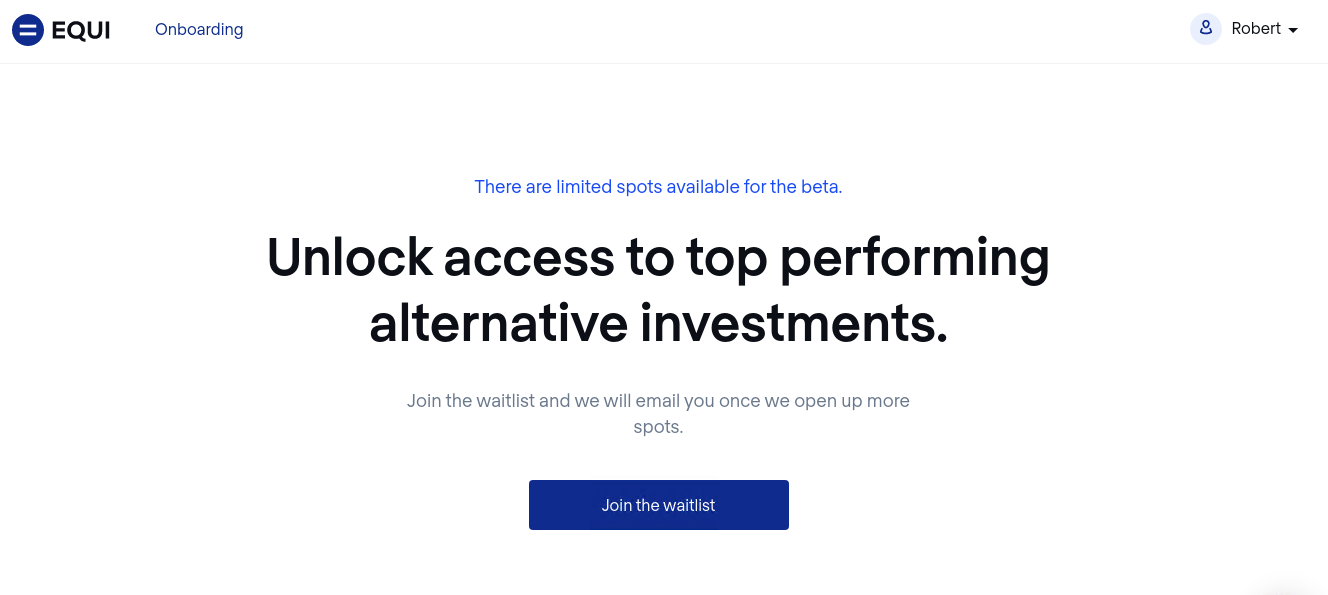 EQUI
Onboarding
Robert
There are limited spots available for the beta.
Unlock access to top performing
alternative investments.
Join the waitlist and we will email you once we open up more
spots.
Join the waitlist